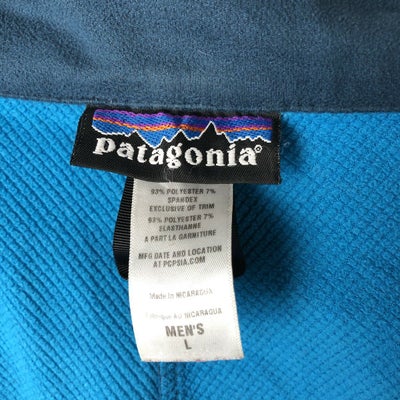 patagonia®
93% POLYESTER 7%
SPANDEX
EXCLUSIVE OF TRIM
93% POLYESTER 7%
ELASTHANNE
A PART LA GARNITURE
MFG DATE AND LOCATION
AT PCPSIA.COM
Made in NICARAGUA
Fabriqué AU NICARAGUA
MEN'S
L